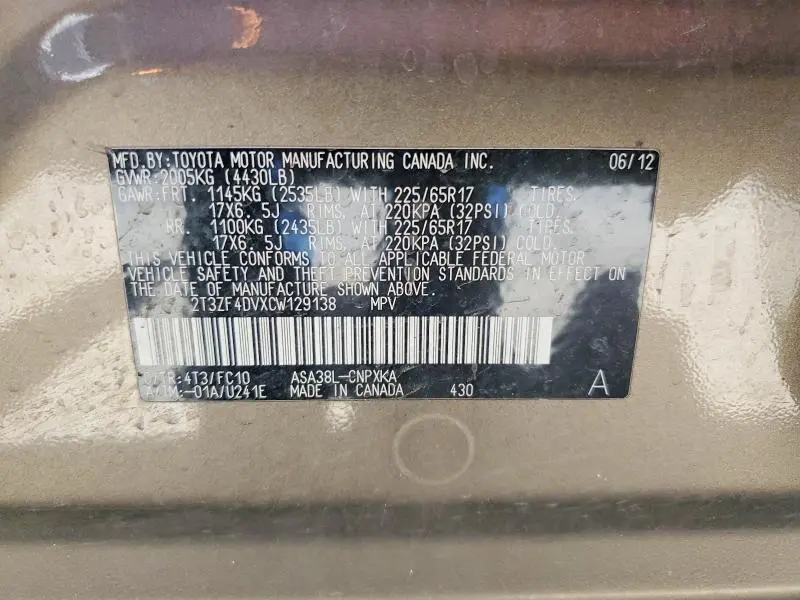 MFD.BY:TOYOTA MOTOR MANUFACTURING CANADA INC. 06/12
GVWR:2005KG (4430LB)
GAWR:FRT. 1145KG (2535LB) WITH 225/65R17 TIRES,
17X6. 5J RIMS, AT 220KPA (32PSI) COLD.
RR. 1100KG (2435LB) WITH 225/65R17 TIRES,
17X6. 5J RIMS, AT 220KPA (32PSI) COLD.
THIS VEHICLE CONFORMS TO ALL APPLICABLE FEDERAL MOTOR
VEHICLE SAFETY AND THEFT PREVENTION STANDARDS IN EFFECT ON
THE DATE OF MANUFACTURE SHOWN ABOVE.
2T3ZF4DVXCW129138 MPV
C/TR:4T3/FC10 ASA38L-CNPXKA
A/TM:-01A/U241E MADE IN CANADA 430 A